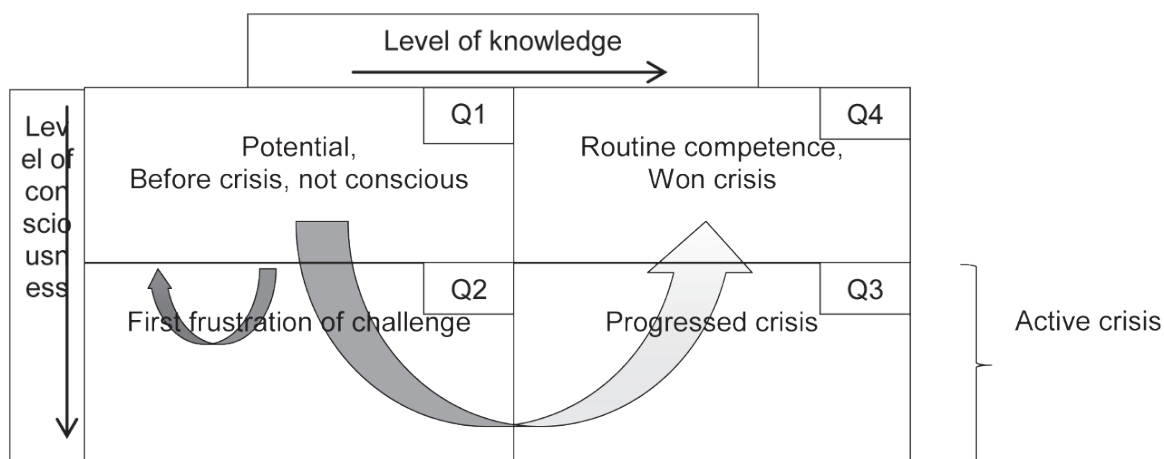 Level of knowledge
Lev
el of
con
scio
usn
ess
Q1
Potential,
Before crisis, not conscious
Q4
Routine competence,
Won crisis
Q2
First frustration of challenge
Q3
Progressed crisis
Active crisis